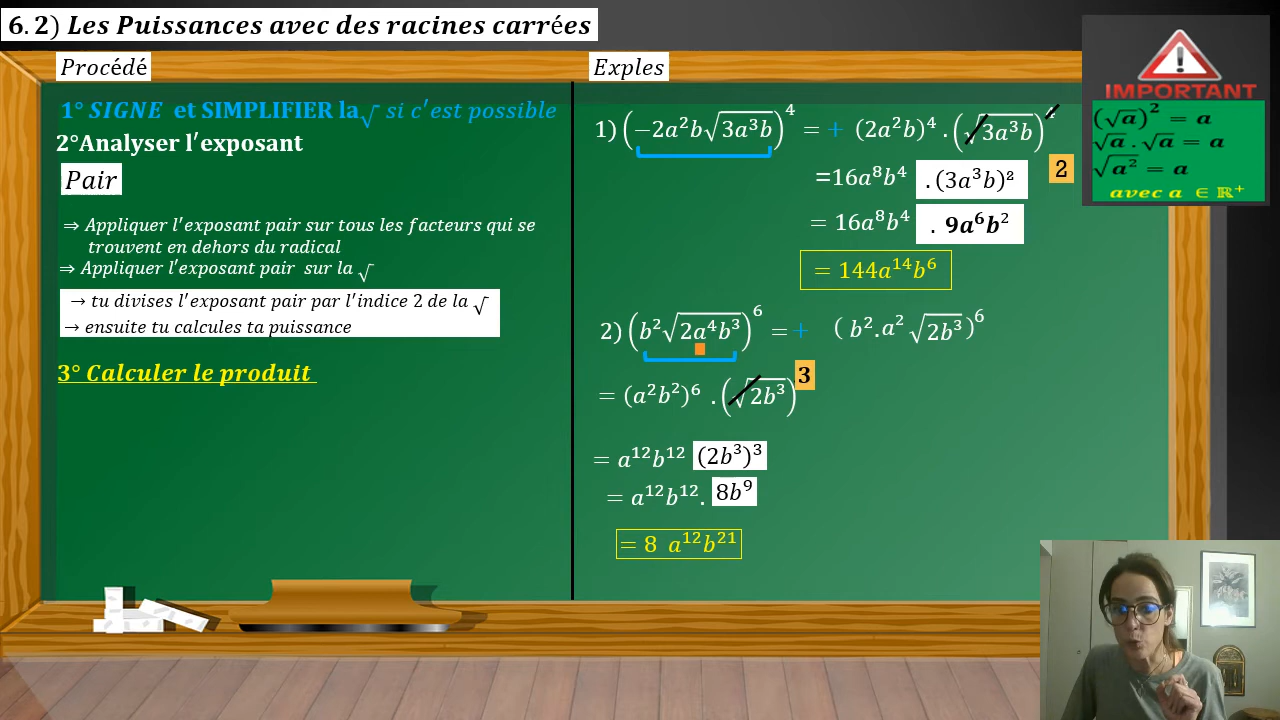 6.2) Les Puissances avec des racines carrées
Procédé
1° SIGNE et SIMPLIFIER la √ si c'est possible
2°Analyser l'exposant
Pair
⇒ Appliquer l'exposant pair sur tous les facteurs qui se
trouvent en dehors du radical
⇒ Appliquer l'exposant pair sur la √
→ tu divises l'exposant pair par l'indice 2 de la √
→ ensuite tu calcules ta puissance
3° Calculer le produit
Exples
1) (−2a²b√(3a³b))⁴ = + (2a²b)⁴ . (√(3a³b))⁴
2
=16a⁸b⁴ . (3a³b)²
= 16a⁸b⁴ . 9a⁶b²
= 144a¹⁴b⁶
2) (b²√(2a⁴b³))⁶ = + ( b².a² √(2b³) )⁶
= (a²b²)⁶ . (√(2b³)) 3
= a¹²b¹² (2b³)³
= a¹²b¹². 8b⁹
= 8 a¹²b²¹
IMPORTANT
(√a)² = a
√a . √a = a
√a² = a
avec a ∈ ℝ⁺